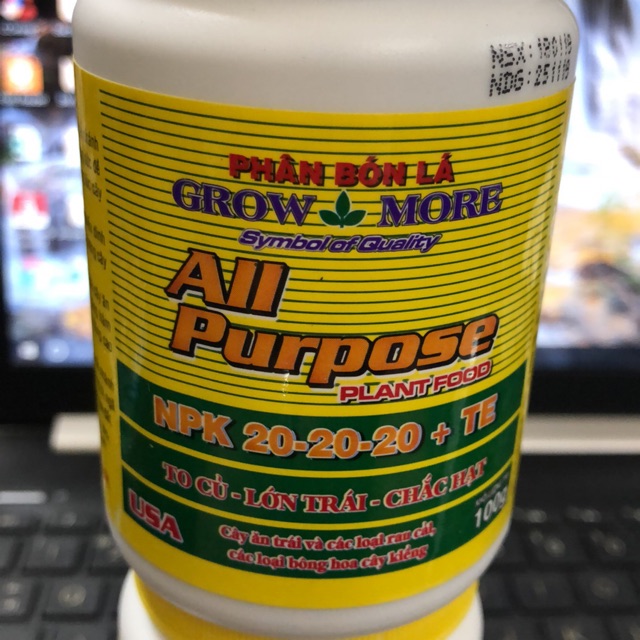 NSX: 180119
NDG: 251119
PHÂN BÓN LÁ
GROW MORE
Symbol of Quality
All
Purpose
PLANT FOOD
NPK 20-20-20 + TE
TO CỦ - LỚN TRÁI - CHẮC HẠT
USA
Cây ăn trái và các loại rau cải,
các loại bông hoa cây kiểng
100g